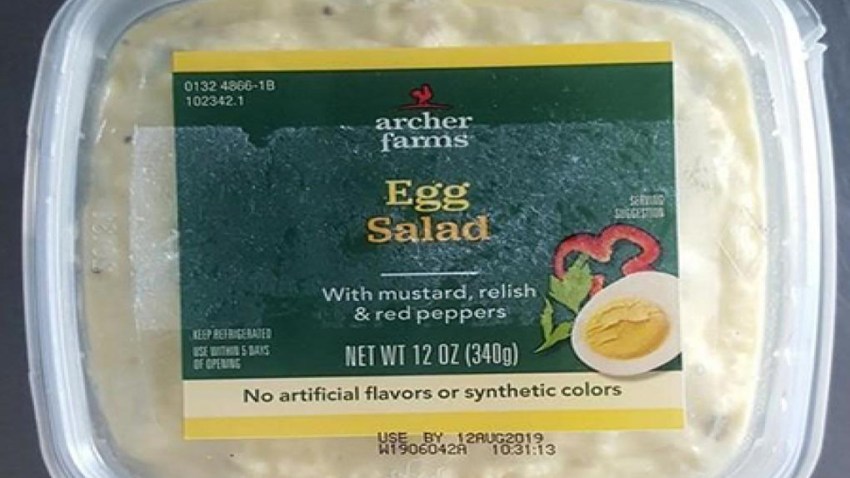 0132 4866-1B
102342.1
archer
farms
Egg
Salad
SERVING
SUGGESTION
With mustard, relish
& red peppers
KEEP REFRIGERATED
USE WITHIN 5 DAYS
OF OPENING
NET WT 12 OZ (340g)
No artificial flavors or synthetic colors
USE BY 12AUG2019
W1906042A 10:31:13